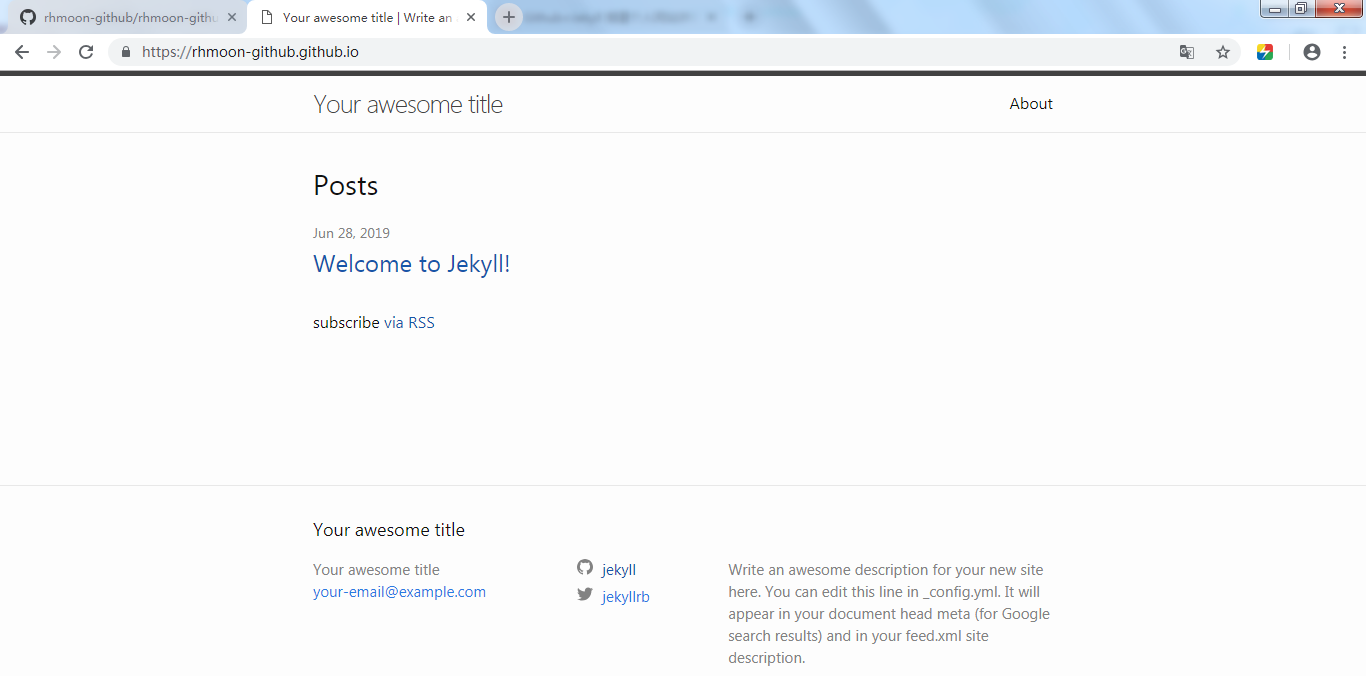 rhmoon-github/rhmoon-githu
Your awesome title | Write an
https://rhmoon-github.github.io
Your awesome title
About
Posts
Jun 28, 2019
Welcome to Jekyll!
subscribe via RSS
Your awesome title
Your awesome title
your-email@example.com
jekyll
jekyllrb
Write an awesome description for your new site
here. You can edit this line in _config.yml. It will
appear in your document head meta (for Google
search results) and in your feed.xml site
description.